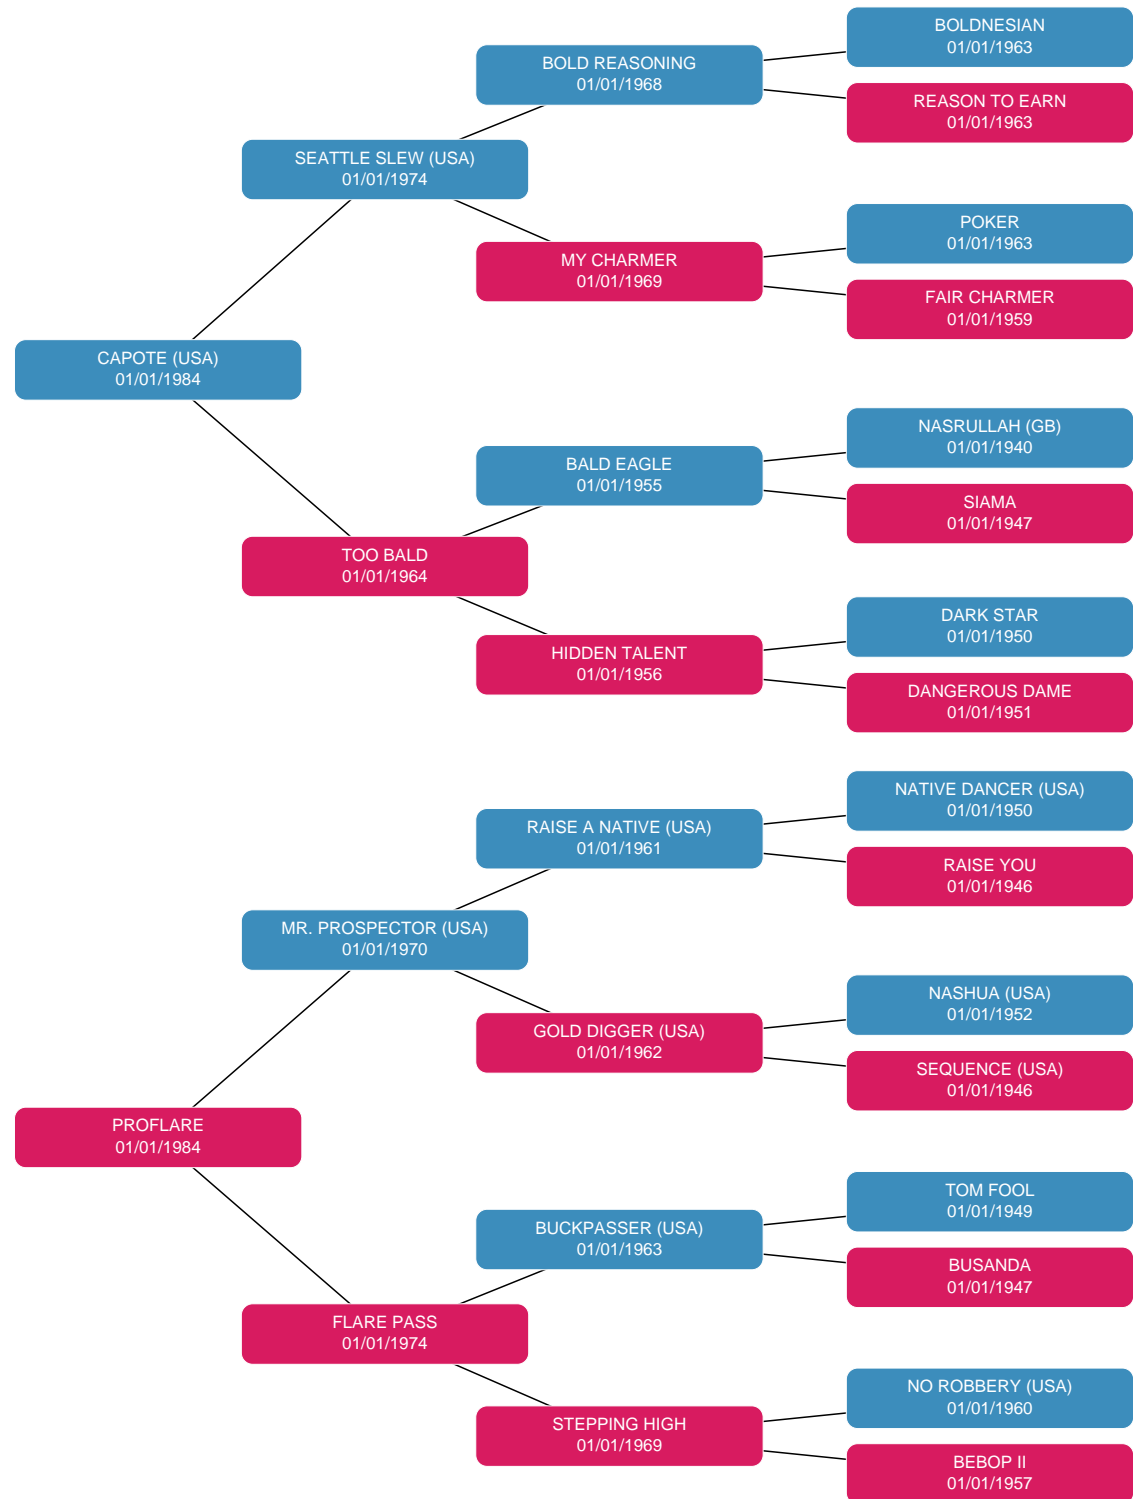 BOLDNESIAN
01/01/1963
BOLD REASONING
01/01/1968
REASON TO EARN
01/01/1963
SEATTLE SLEW (USA)
01/01/1974
POKER
01/01/1963
MY CHARMER
01/01/1969
FAIR CHARMER
01/01/1959
CAPOTE (USA)
01/01/1984
NASRULLAH (GB)
01/01/1940
BALD EAGLE
01/01/1955
SIAMA
01/01/1947
TOO BALD
01/01/1964
DARK STAR
01/01/1950
HIDDEN TALENT
01/01/1956
DANGEROUS DAME
01/01/1951
NATIVE DANCER (USA)
01/01/1950
RAISE A NATIVE (USA)
01/01/1961
RAISE YOU
01/01/1946
MR. PROSPECTOR (USA)
01/01/1970
NASHUA (USA)
01/01/1952
GOLD DIGGER (USA)
01/01/1962
SEQUENCE (USA)
01/01/1946
PROFLARE
01/01/1984
TOM FOOL
01/01/1949
BUCKPASSER (USA)
01/01/1963
BUSANDA
01/01/1947
FLARE PASS
01/01/1974
NO ROBBERY (USA)
01/01/1960
STEPPING HIGH
01/01/1969
BEBOP II
01/01/1957